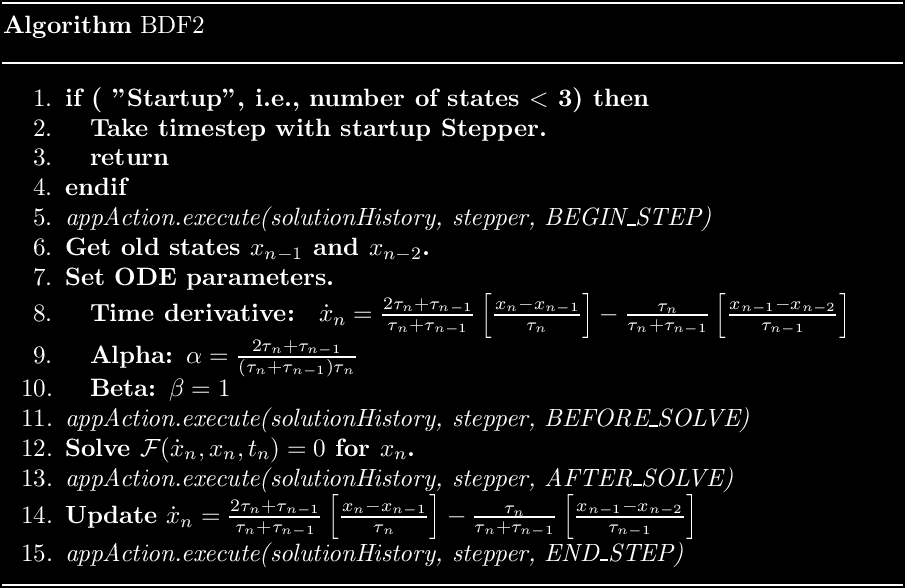 Algorithm BDF2
1. if ( ”Startup”, i.e., number of states < 3) then
2. Take timestep with startup Stepper.
3. return
4. endif
5. appAction.execute(solutionHistory, stepper, BEGIN_STEP)
6. Get old states $x_{n-1}$ and $x_{n-2}$.
7. Set ODE parameters.
8. Time derivative: $\dot{x}_n = \frac{2\tau_n+\tau_{n-1}}{\tau_n+\tau_{n-1}} \left[\frac{x_n-x_{n-1}}{\tau_n}\right] - \frac{\tau_n}{\tau_n+\tau_{n-1}} \left[\frac{x_{n-1}-x_{n-2}}{\tau_{n-1}}\right]$
9. Alpha: $\alpha = \frac{2\tau_n+\tau_{n-1}}{(\tau_n+\tau_{n-1})\tau_n}$
10. Beta: $\beta = 1$
11. appAction.execute(solutionHistory, stepper, BEFORE_SOLVE)
12. Solve $\mathcal{F}(\dot{x}_n, x_n, t_n) = 0$ for $x_n$.
13. appAction.execute(solutionHistory, stepper, AFTER_SOLVE)
14. Update $\dot{x}_n = \frac{2\tau_n+\tau_{n-1}}{\tau_n+\tau_{n-1}} \left[\frac{x_n-x_{n-1}}{\tau_n}\right] - \frac{\tau_n}{\tau_n+\tau_{n-1}} \left[\frac{x_{n-1}-x_{n-2}}{\tau_{n-1}}\right]$
15. appAction.execute(solutionHistory, stepper, END_STEP)